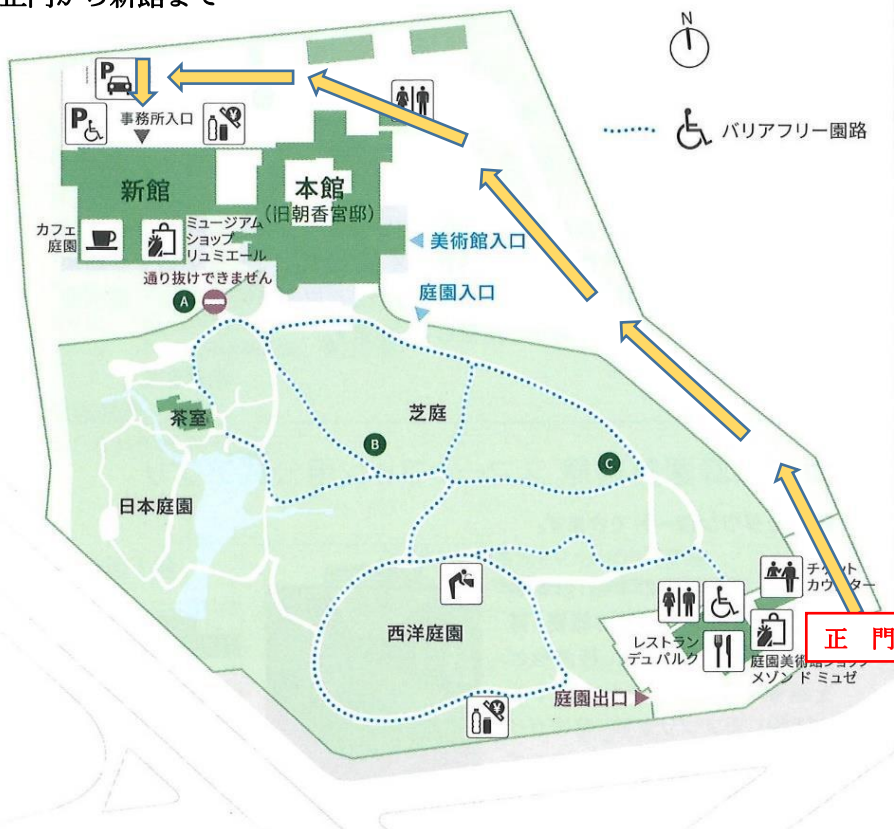 正門から新館まで
N
P
P
事務所入口
バリアフリー園路
新館
本館
(旧朝香宮邸)
カフェ
庭園
ミュージアム
ショップ
リュミエール
美術館入口
通り抜けできません
庭園入口
A
茶室
芝庭
B
C
日本庭園
西洋庭園
チケット
カウンター
レストラン
デュパルク
正 門
庭園美術館ショップ
メゾン ド ミュゼ
庭園出口